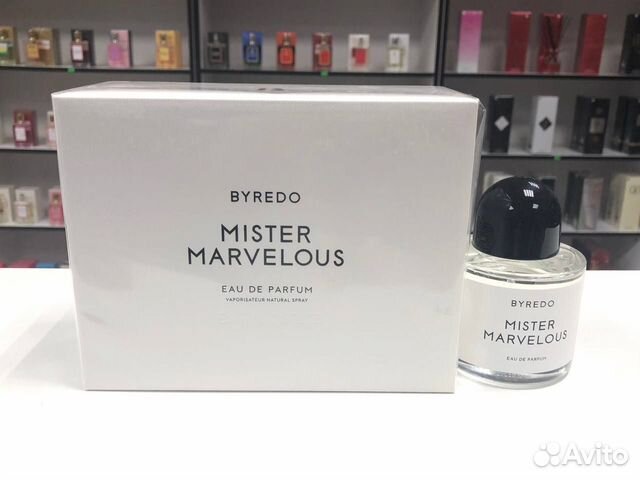 BYREDO
MISTER
MARVELOUS
EAU DE PARFUM
VAPORISATEUR NATURAL SPRAY
BYREDO
MISTER
MARVELOUS
EAU DE PARFUM
Avito